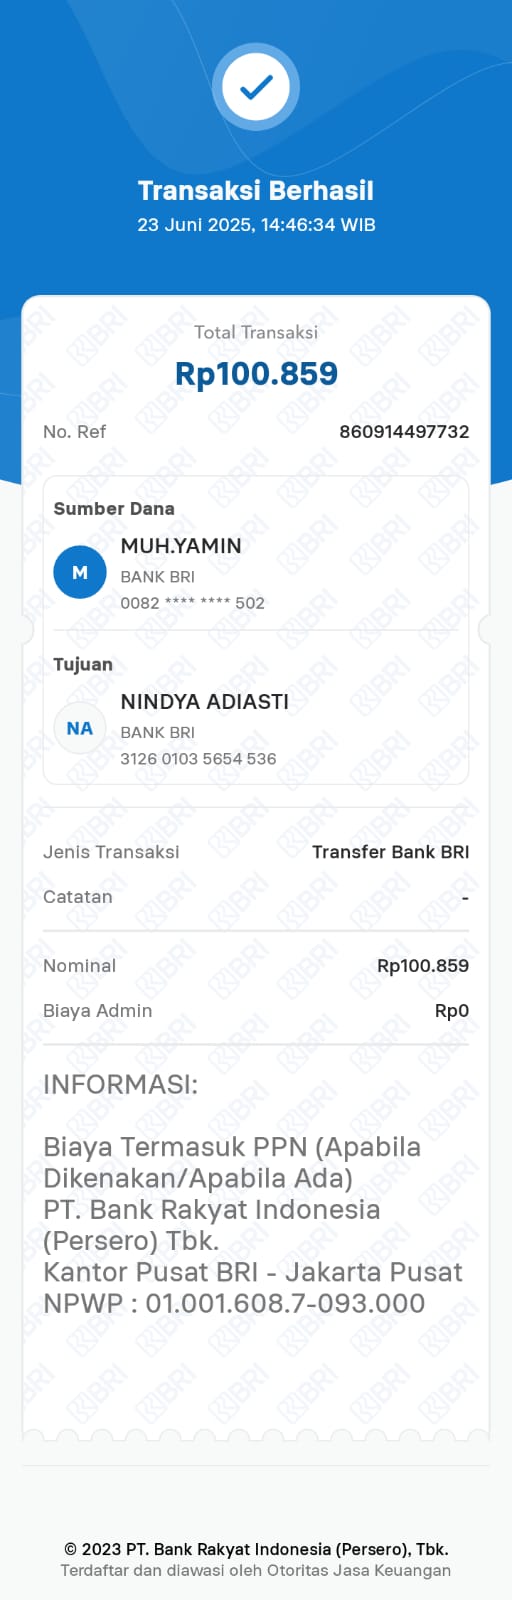 Transaksi Berhasil
23 Juni 2025, 14:46:34 WIB
Total Transaksi
Rp100.859
No. Ref 860914497732
Sumber Dana
M
MUH.YAMIN
BANK BRI
0082 **** **** 502
Tujuan
NA
NINDYA ADIASTI
BANK BRI
3126 0103 5654 536
Jenis Transaksi Transfer Bank BRI
Catatan -
Nominal Rp100.859
Biaya Admin Rp0
INFORMASI:
Biaya Termasuk PPN (Apabila
Dikenakan/Apabila Ada)
PT. Bank Rakyat Indonesia
(Persero) Tbk.
Kantor Pusat BRI - Jakarta Pusat
NPWP : 01.001.608.7-093.000
© 2023 PT. Bank Rakyat Indonesia (Persero), Tbk.
Terdaftar dan diawasi oleh Otoritas Jasa Keuangan